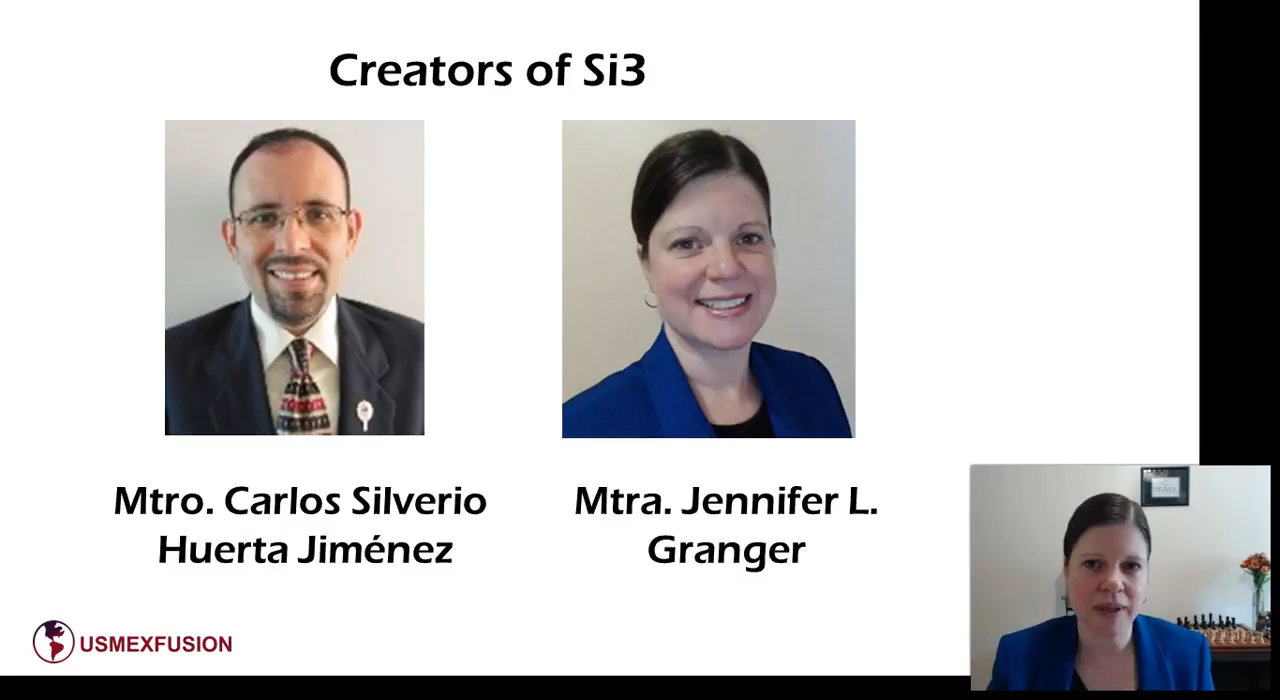 Creators of Si3
Mtro. Carlos Silverio
Huerta Jiménez
Mtra. Jennifer L.
Granger
USMEXFUSION